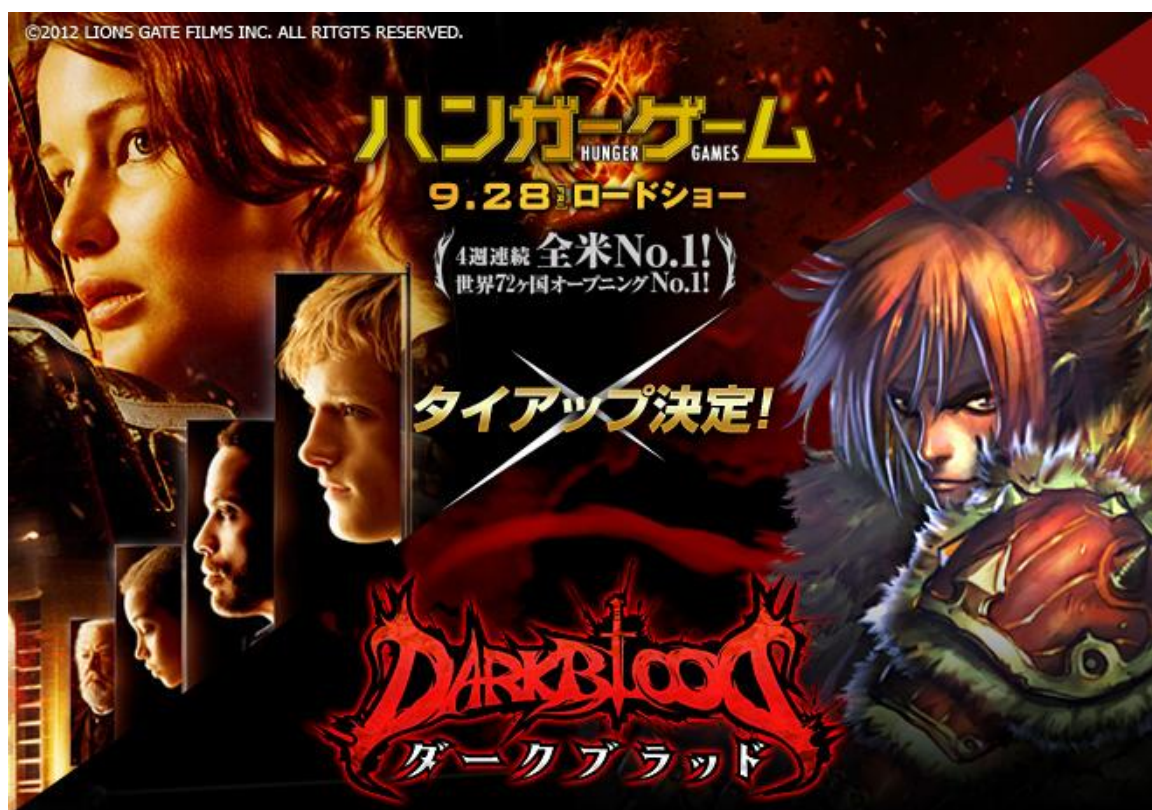 ©2012 LIONS GATE FILMS INC. ALL RITGTS RESERVED.
ハンガーゲーム
HUNGER GAMES
9.28 ロードショー
4週連続 全米No.1!
世界72ヶ国オープニングNo.1!
タイアップ決定!
DARKBLOOD
ダークブラッド